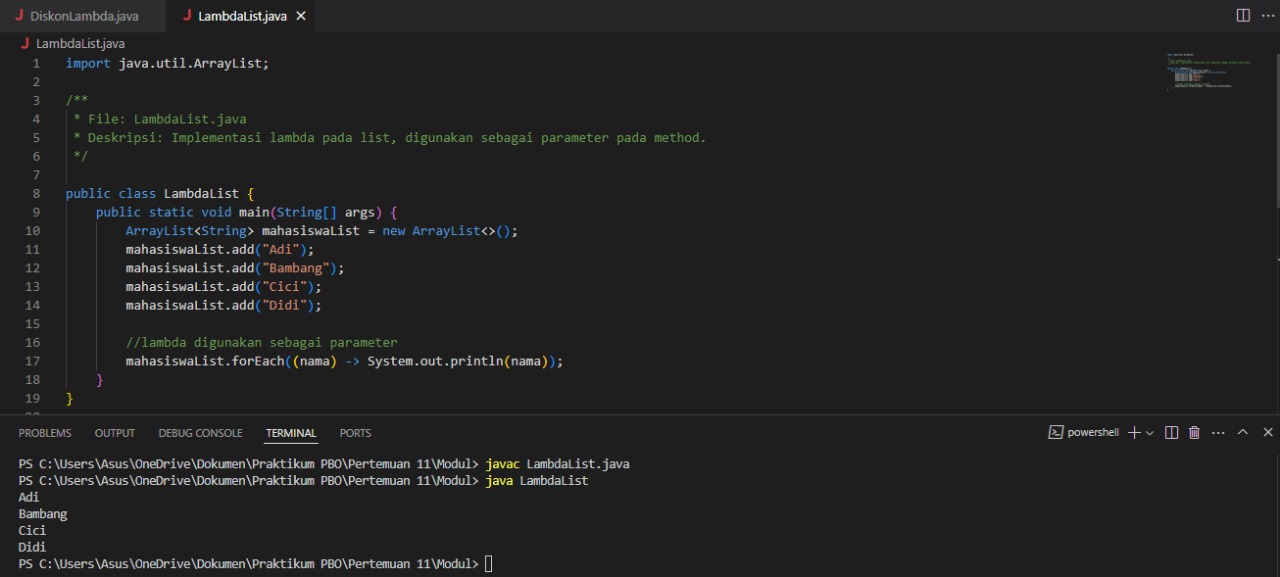 DiskonLambda.java LambdaList.java
LambdaList.java
1 import java.util.ArrayList;
2
3 /**
4 * File: LambdaList.java
5 * Deskripsi: Implementasi lambda pada list, digunakan sebagai parameter pada method.
6 */
7
8 public class LambdaList {
9 public static void main(String[] args) {
10 ArrayList<String> mahasiswaList = new ArrayList<>();
11 mahasiswaList.add("Adi");
12 mahasiswaList.add("Bambang");
13 mahasiswaList.add("Cici");
14 mahasiswaList.add("Didi");
15
16 //lambda digunakan sebagai parameter
17 mahasiswaList.forEach((nama) -> System.out.println(nama));
18 }
19 }
PROBLEMS OUTPUT DEBUG CONSOLE TERMINAL PORTS powershell
PS C:\Users\Asus\OneDrive\Dokumen\Praktikum PBO\Pertemuan 11\Modul> javac LambdaList.java
PS C:\Users\Asus\OneDrive\Dokumen\Praktikum PBO\Pertemuan 11\Modul> java LambdaList
Adi
Bambang
Cici
Didi
PS C:\Users\Asus\OneDrive\Dokumen\Praktikum PBO\Pertemuan 11\Modul>